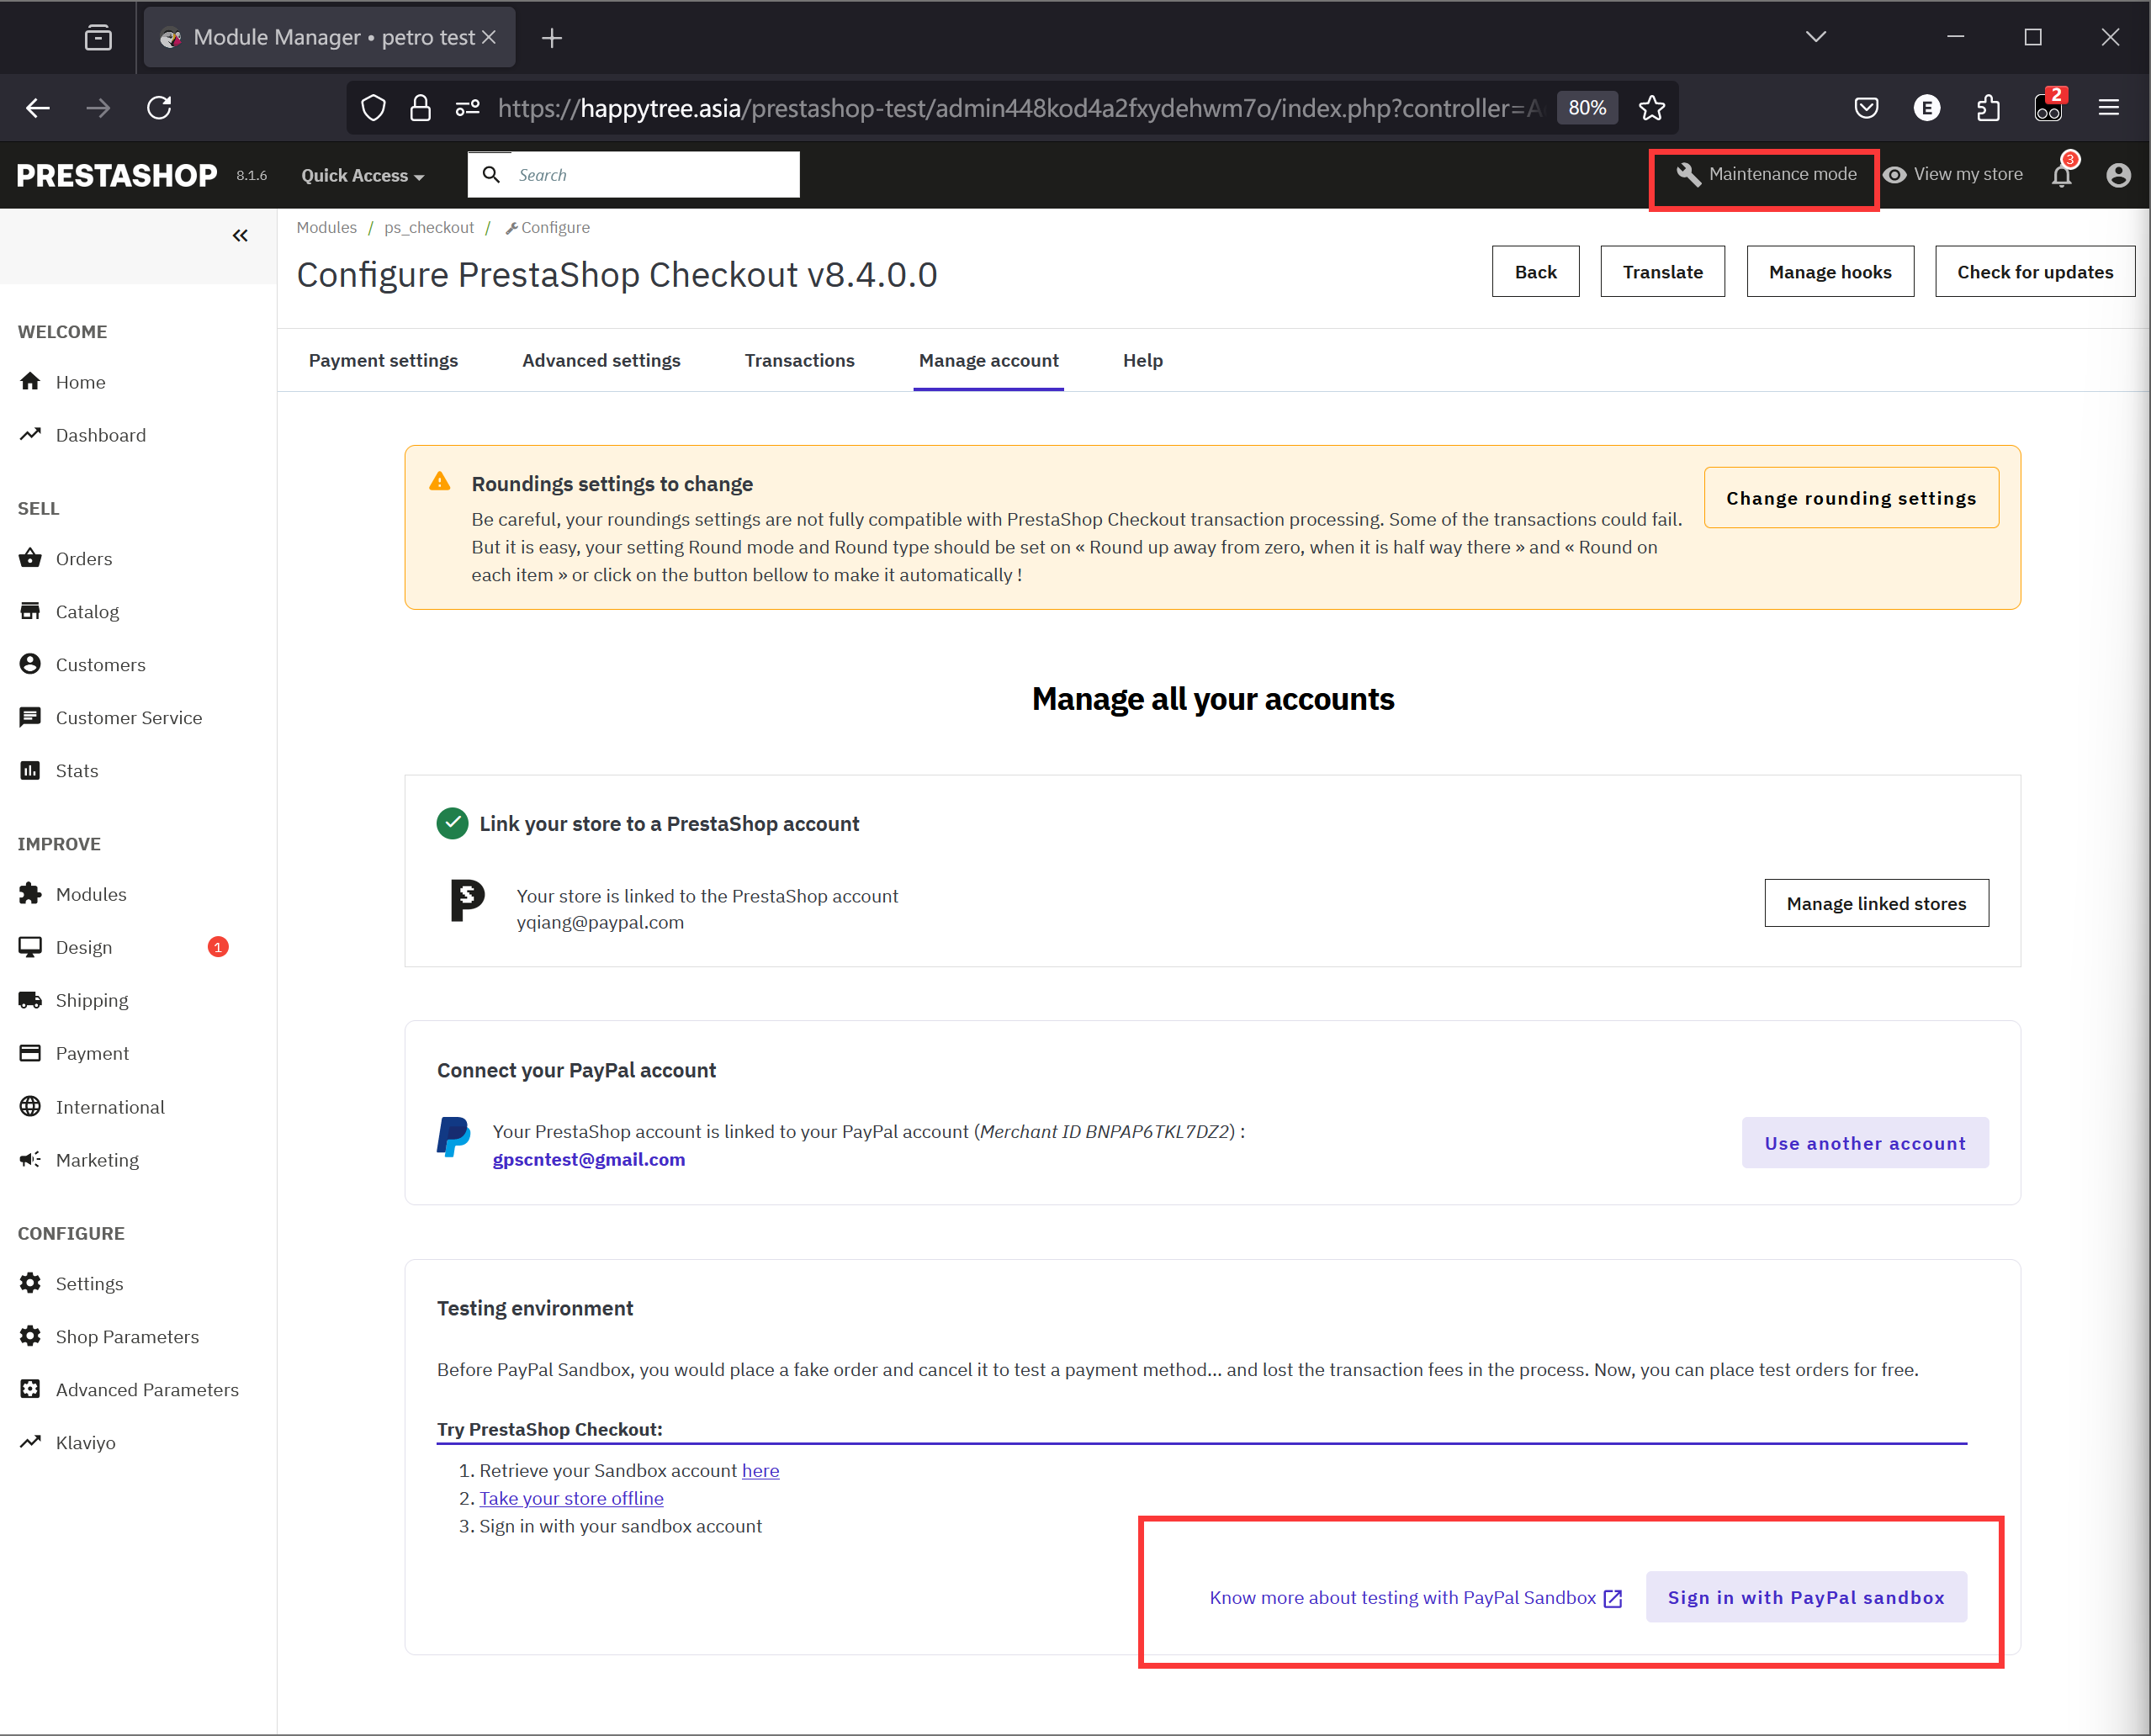 Module Manager • petro test
https://happytree.asia/prestashop-test/admin448kod4a2fxydehwm7o/index.php?controller=A
80%
E
2
PRESTASHOP
8.1.6
Quick Access
Search
Maintenance mode
View my store
3
Modules / ps_checkout / Configure
Configure PrestaShop Checkout v8.4.0.0
Back
Translate
Manage hooks
Check for updates
Payment settings
Advanced settings
Transactions
Manage account
Help
WELCOME
Home
Dashboard
SELL
Orders
Catalog
Customers
Customer Service
Stats
IMPROVE
Modules
Design
1
Shipping
Payment
International
Marketing
CONFIGURE
Settings
Shop Parameters
Advanced Parameters
Klaviyo
Roundings settings to change
Be careful, your roundings settings are not fully compatible with PrestaShop Checkout transaction processing. Some of the transactions could fail.
But it is easy, your setting Round mode and Round type should be set on « Round up away from zero, when it is half way there » and « Round on
each item » or click on the button bellow to make it automatically !
Change rounding settings
Manage all your accounts
Link your store to a PrestaShop account
Your store is linked to the PrestaShop account
yqiang@paypal.com
Manage linked stores
Connect your PayPal account
Your PrestaShop account is linked to your PayPal account (Merchant ID BNPAP6TKL7DZ2) :
gpscntest@gmail.com
Use another account
Testing environment
Before PayPal Sandbox, you would place a fake order and cancel it to test a payment method... and lost the transaction fees in the process. Now, you can place test orders for free.
Try PrestaShop Checkout:
1. Retrieve your Sandbox account here
2. Take your store offline
3. Sign in with your sandbox account
Know more about testing with PayPal Sandbox
Sign in with PayPal sandbox